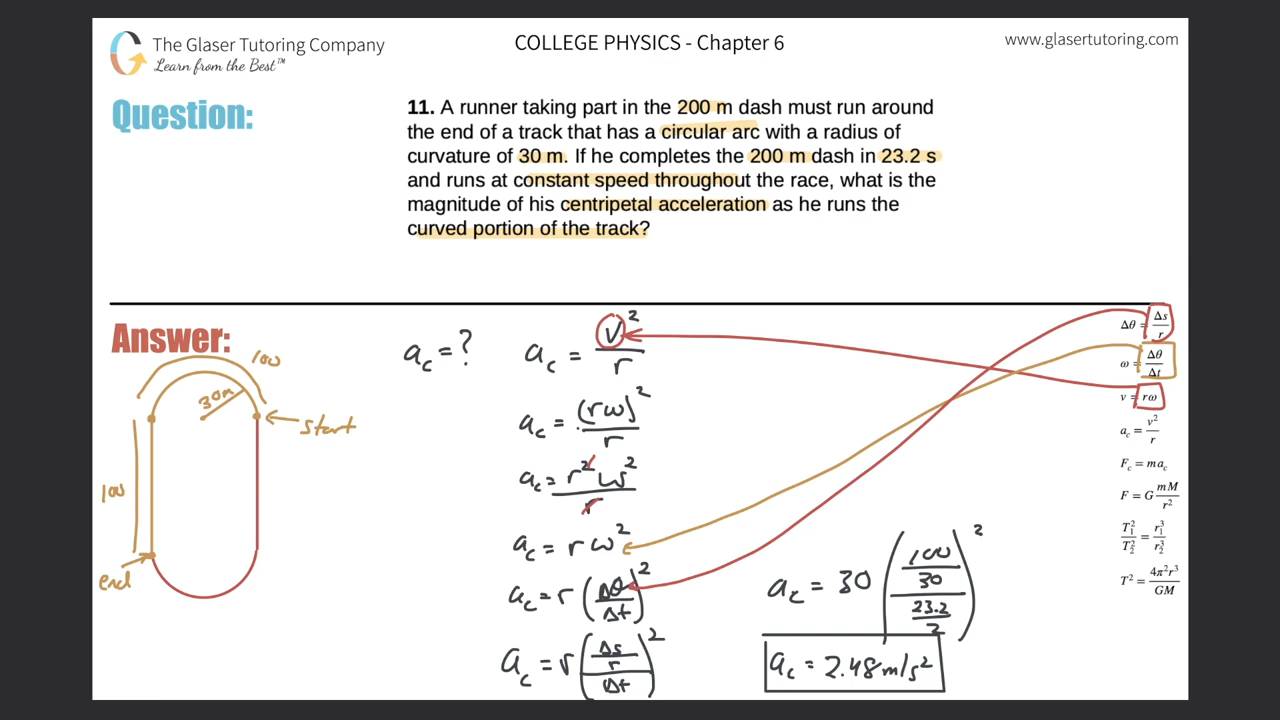 The Glaser Tutoring Company
Learn from the Best™
COLLEGE PHYSICS - Chapter 6
www.glasertutoring.com
Question:
11. A runner taking part in the 200 m dash must run around
the end of a track that has a circular arc with a radius of
curvature of 30 m. If he completes the 200 m dash in 23.2 s
and runs at constant speed throughout the race, what is the
magnitude of his centripetal acceleration as he runs the
curved portion of the track?
Answer:
100
30m
start
100
end
a_c = ?
a_c = v²/r
a_c = (rω)²/r
a_c = r²ω²/r
a_c = rω²
a_c = r(Δθ/Δt)²
a_c = r((Δs/r)/Δt)²
a_c = 30((100/30)/(23.2/2))²
a_c = 2.48 m/s²
Δθ = Δs/r
ω = Δθ/Δt
v = rω
a_c = v²/r
F_c = ma_c
F = G mM/r²
T₁²/T₂² = r₁³/r₂³
T² = 4π²r³/GM